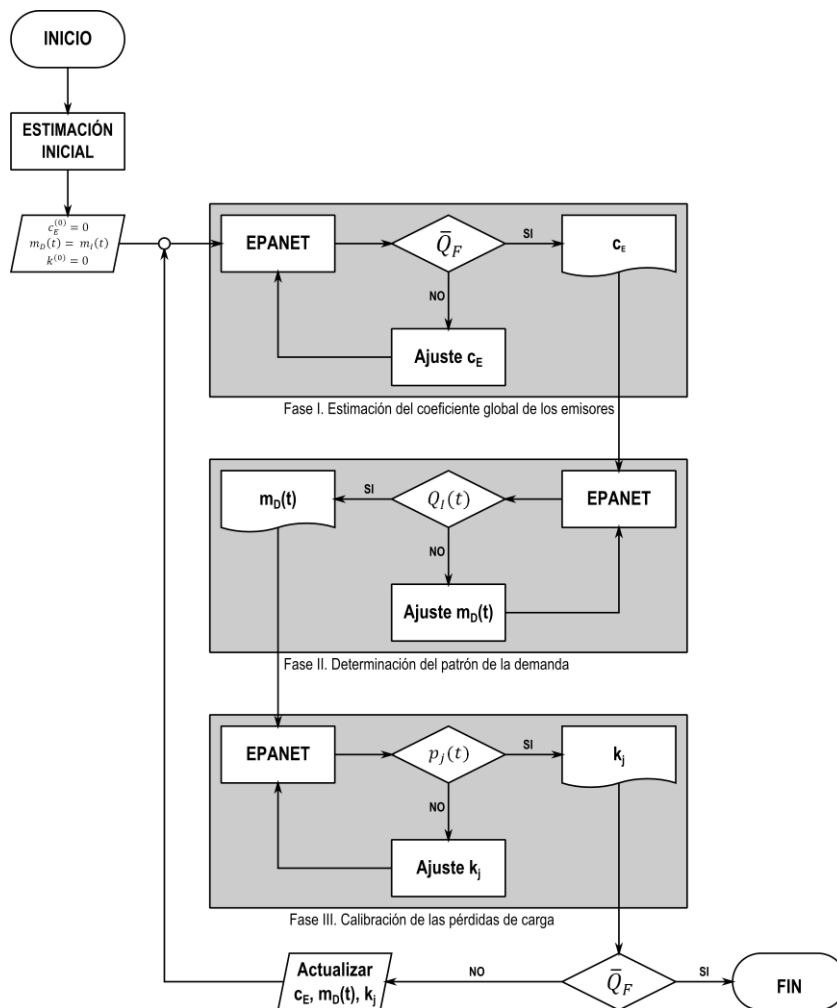 INICIO
ESTIMACIÓN
INICIAL
$c_E^{(0)} = 0$
$m_D(t) = m_I(t)$
$k^{(0)} = 0$
EPANET
$\bar{Q}_F$
SI
c_E
NO
Ajuste c_E
Fase I. Estimación del coeficiente global de los emisores
m_D(t)
SI
$Q_I(t)$
EPANET
NO
Ajuste m_D(t)
Fase II. Determinación del patrón de la demanda
EPANET
$p_j(t)$
SI
k_j
NO
Ajuste k_j
Fase III. Calibración de las pérdidas de carga
Actualizar
c_E, m_D(t), k_j
NO
$\bar{Q}_F$
SI
FIN